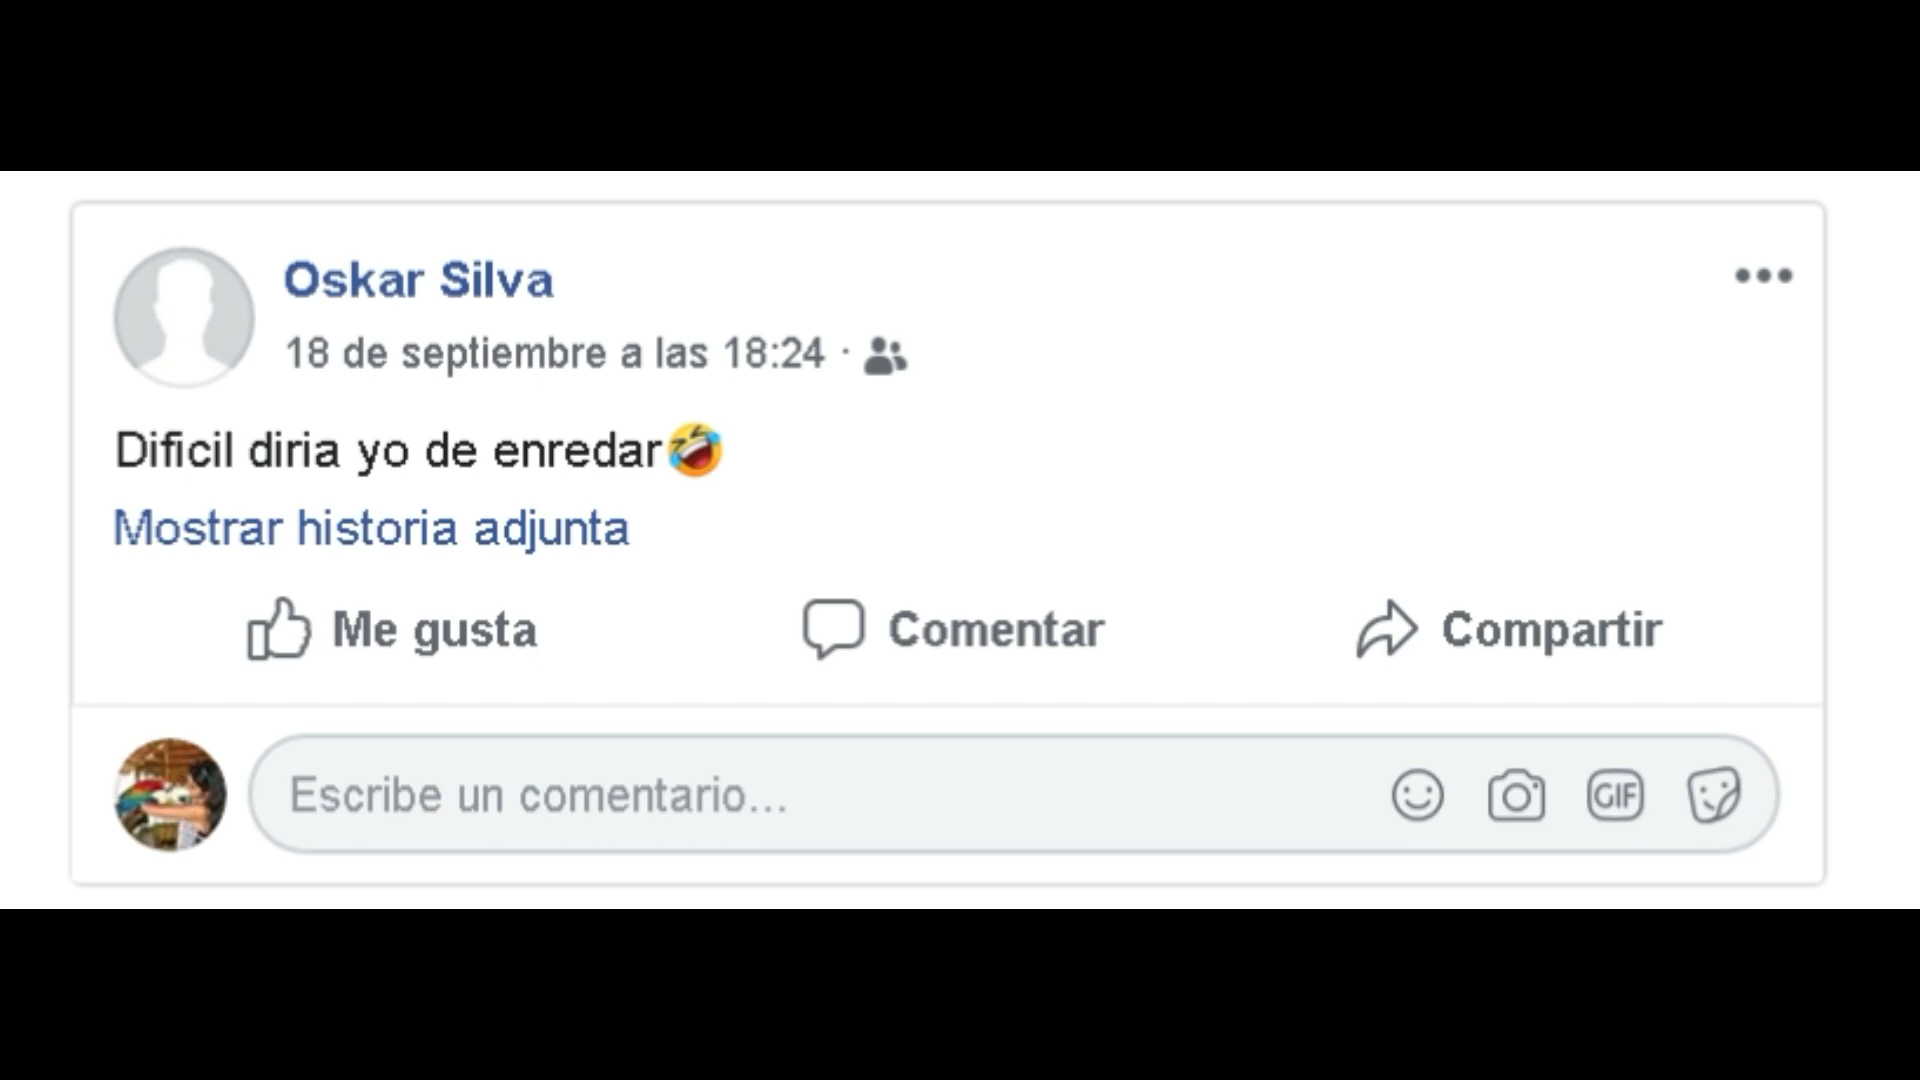 Oskar Silva
18 de septiembre a las 18:24 ·
Dificil diria yo de enredar🤣
Mostrar historia adjunta
Me gusta Comentar Compartir
Escribe un comentario... GIF